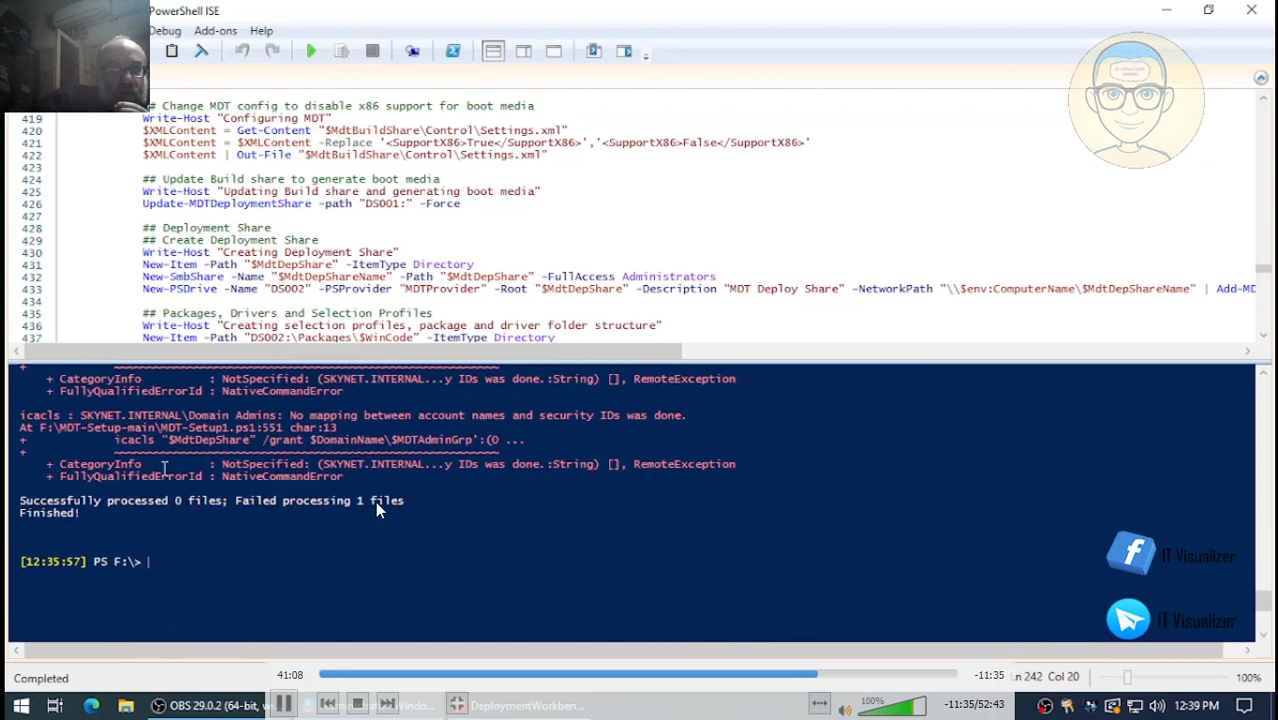 PowerShell ISE
Debug Add-ons Help
IT VISUALIZER
## Change MDT config to disable x86 support for boot media
419 Write-Host "Configuring MDT"
420 $XMLContent = Get-Content "$MdtBuildShare\Control\Settings.xml"
421 $XMLContent = $XMLContent -Replace '<SupportX86>True</SupportX86>','<SupportX86>False</SupportX86>'
422 $XMLContent | Out-File "$MdtBuildShare\Control\Settings.xml"
423
424 ## Update Build share to generate boot media
425 Write-Host "Updating Build share and generating boot media"
426 Update-MDTDeploymentShare -path "DS001:" -Force
427
428 ## Deployment Share
429 ## Create Deployment Share
430 Write-Host "Creating Deployment Share"
431 New-Item -Path "$MdtDepShare" -ItemType Directory
432 New-SmbShare -Name "$MdtDepShareName" -Path "$MdtDepShare" -FullAccess Administrators
433 New-PSDrive -Name "DS002" -PSProvider "MDTProvider" -Root "$MdtDepShare" -Description "MDT Deploy Share" -NetworkPath "\\$env:ComputerName\$MdtDepShareName" | Add-MD
434
435 ## Packages, Drivers and Selection Profiles
436 Write-Host "Creating selection profiles, package and driver folder structure"
437 New-Item -Path "DS002:\Packages\$WinCode" -ItemType Directory
+ ~~~~~~~~~~~~~~~~~~~~~~~~~~~~~~~~~~~~~~~~~~~~~~~~~
+ CategoryInfo : NotSpecified: (SKYNET.INTERNAL...y IDs was done.:String) [], RemoteException
+ FullyQualifiedErrorId : NativeCommandError
icacls : SKYNET.INTERNAL\Domain Admins: No mapping between account names and security IDs was done.
At F:\MDT-Setup-main\MDT-Setup1.ps1:551 char:13
+ icacls "$MdtDepShare" /grant $DomainName\$MDTAdminGrp':(O ...
+ ~~~~~~~~~~~~~~~~~~~~~~~~~~~~~~~~~~~~~~~~~~~~~~~~~
+ CategoryInfo : NotSpecified: (SKYNET.INTERNAL...y IDs was done.:String) [], RemoteException
+ FullyQualifiedErrorId : NativeCommandError
Successfully processed 0 files; Failed processing 1 files
Finished!
[12:35:57] PS F:\>
IT Visualizer
IT Visualizer
Completed
41:08 -11:35
Ln 242 Col 20 100%
OBS 29.0.2 (64-bit, w
DeploymentWorkben...
100%
-11:35/52:43
12:39 PM